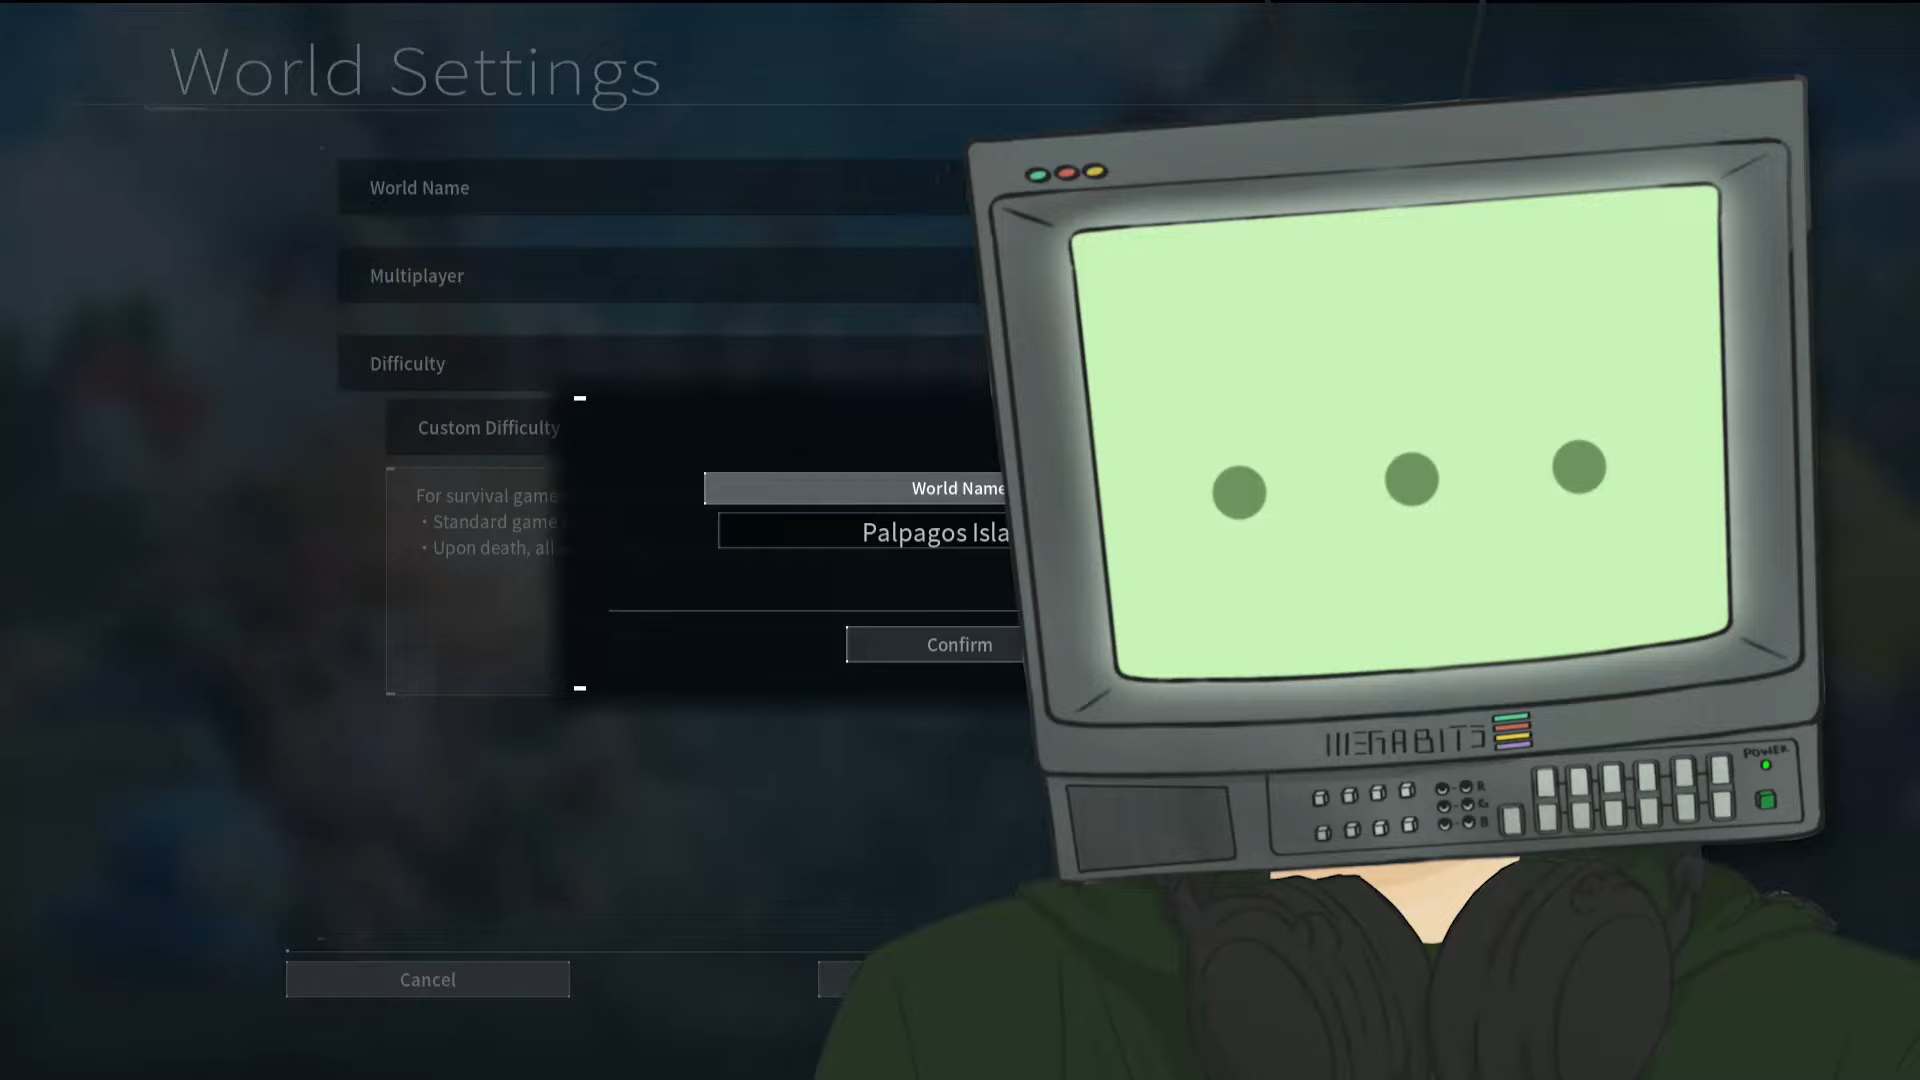 World Settings
World Name
Multiplayer
Difficulty
Custom Difficulty
For survival game
・Standard game
・Upon death, all
World Name
Palpagos Isla
Confirm
MEGABITS
POWER
R
G
B
Cancel